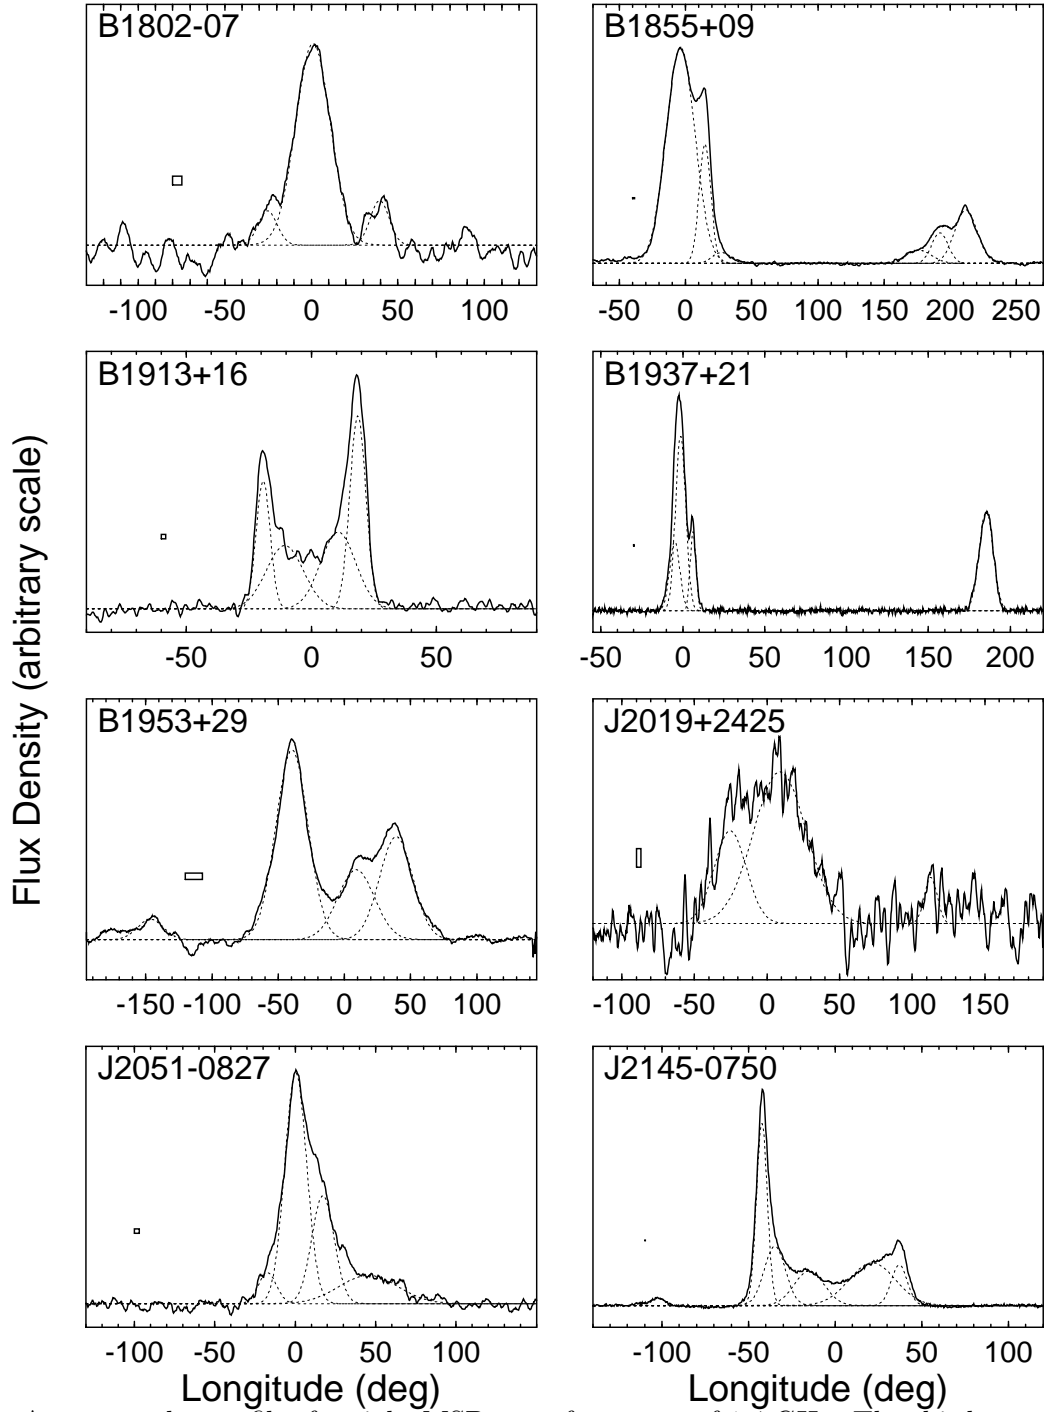 B1802-07
B1855+09
-100 -50 0 50 100
-50 0 50 100 150 200 250
B1913+16
B1937+21
-50 0 50
-50 0 50 100 150 200
Flux Density (arbitrary scale)
B1953+29
J2019+2425
-150 -100 -50 0 50 100
-100 -50 0 50 100 150
J2051-0827
J2145-0750
-100 -50 0 50 100
-100 -50 0 50 100
Longitude (deg)
Longitude (deg)